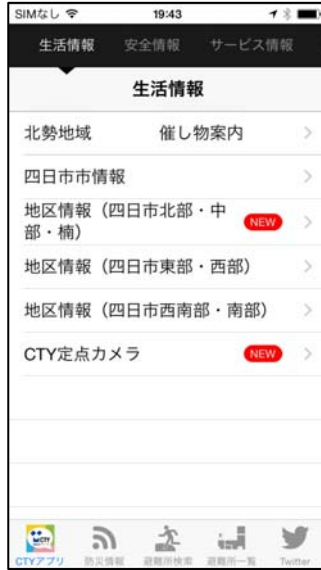 SIMなし 19:43
生活情報 安全情報 サービス情報
生活情報
北勢地域 催し物案内
四日市市情報
地区情報（四日市北部・中
部・楠） NEW
地区情報（四日市東部・西部）
地区情報（四日市西南部・南部）
CTY定点カメラ NEW
CTY
CTYアプリ 防災情報 避難所検索 避難所一覧 Twitter